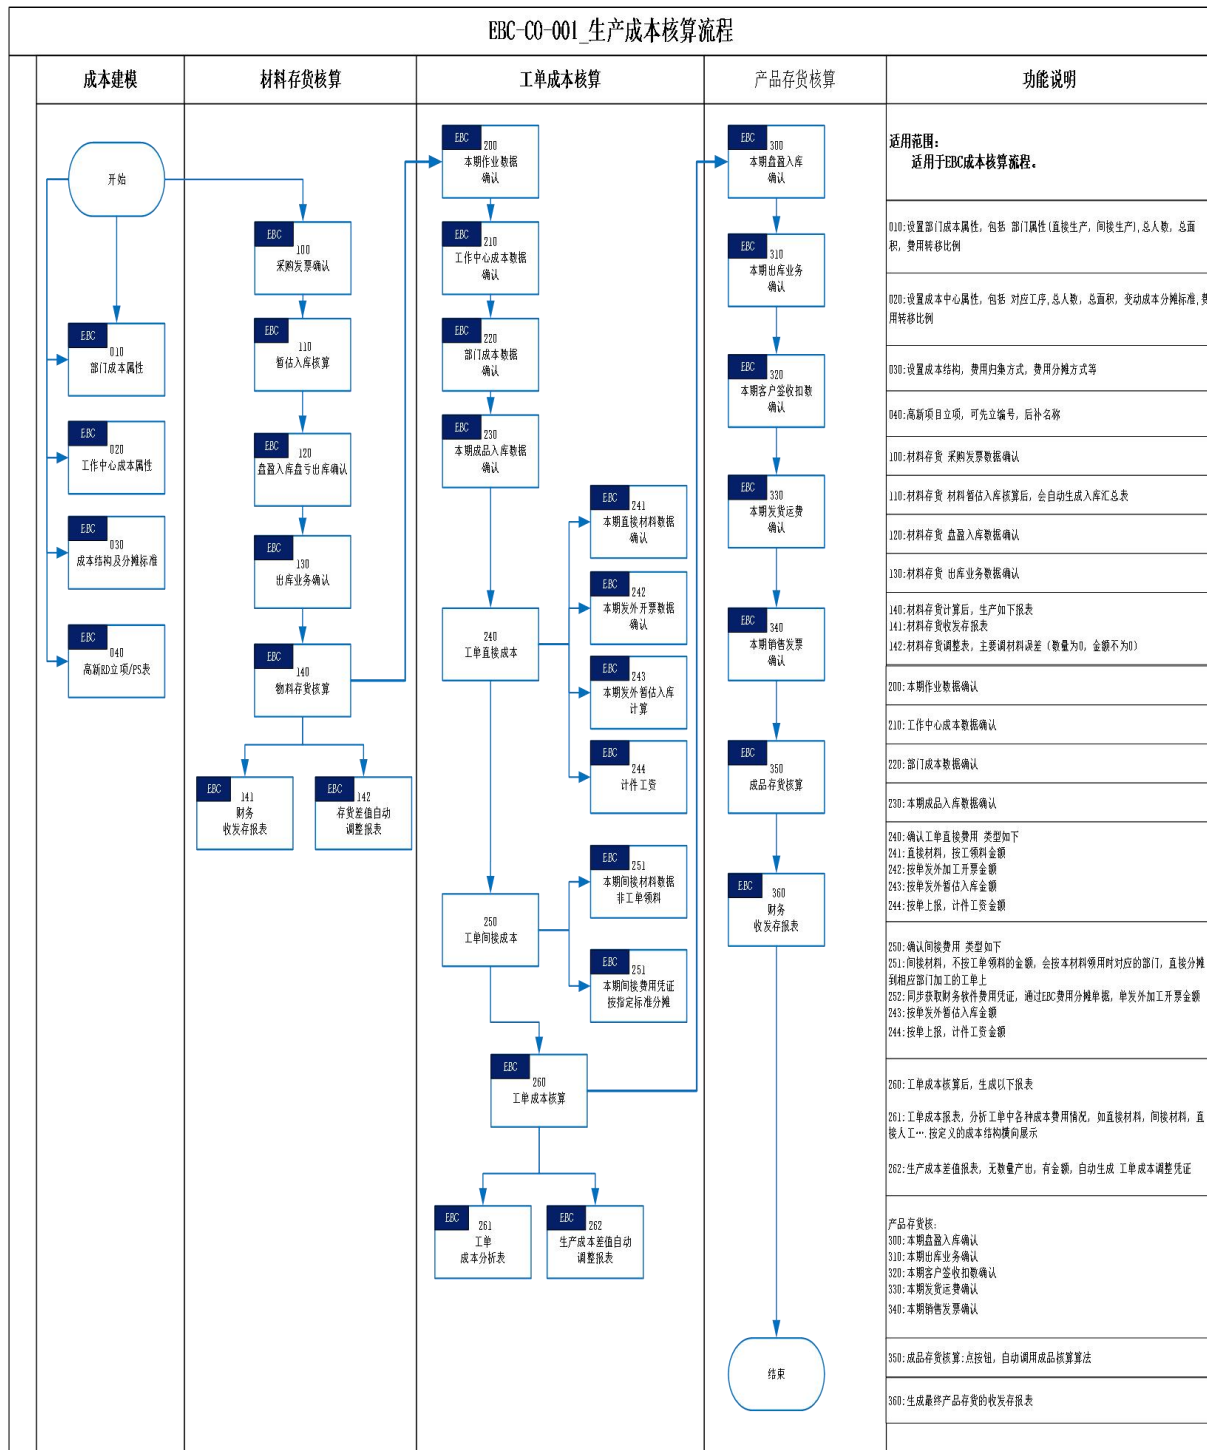 EBC-CO-001_生产成本核算流程
成本建模
材料存货核算
工单成本核算
产品存货核算
功能说明
开始
EBC
010
部门成本属性
EBC
020
工作中心成本属性
EBC
030
成本结构及分摊标准
EBC
040
高新RD立项/PS表
EBC
100
采购发票确认
EBC
110
暂估入库核算
EBC
120
盘盈入库盘亏出库确认
EBC
130
出库业务确认
EBC
140
物料存货核算
EBC
141
财务
收发存报表
EBC
142
存货差值自动
调整报表
EBC
200
本期作业数据
确认
EBC
210
工作中心成本数据
确认
EBC
220
部门成本数据
确认
EBC
230
本期成品入库数据
确认
240
工单直接成本
EBC
241
本期直接材料数据
确认
EBC
242
本期发外开票数据
确认
EBC
243
本期发外暂估入库
计算
EBC
244
计件工资
250
工单间接成本
EBC
251
本期间接材料数据
非工单领料
EBC
251
本期间接费用凭证
按指定标准分摊
EBC
260
工单成本核算
EBC
261
工单
成本分析表
EBC
262
生产成本差值自动
调整报表
EBC
300
本期盘盈入库
确认
EBC
310
本期出库业务
确认
EBC
320
本期客户签收扣数
确认
EBC
330
本期发货运费
确认
EBC
340
本期销售发票
确认
EBC
350
成品存货核算
EBC
360
财务
收发存报表
结束
适用范围：
适用于EBC成本核算流程。
010:设置部门成本属性，包括 部门属性(直接生产，间接生产),总人数，总面
积，费用转移比例
020:设置成本中心属性，包括 对应工序,总人数，总面积，变动成本分摊标准,费
用转移比例
030:设置成本结构，费用归集方式，费用分摊方式等
040:高新项目立项，可先立编号，后补名称
100:材料存货 采购发票数据确认
110:材料存货 材料暂估入库核算后，会自动生成入库汇总表
120:材料存货 盘盈入库数据确认
130:材料存货 出库业务数据确认
140:材料存货计算后，生产如下报表
141:材料存货收发存报表
142:材料存货调整表，主要调材料误差（数量为0，金额不为0）
200:本期作业数据确认
210:工作中心成本数据确认
220:部门成本数据确认
230:本期成品入库数据确认
240:确认工单直接费用 类型如下
241:直接材料，按工领料金额
242:按单发外加工开票金额
243:按单发外暂估入库金额
244:按单上报，计件工资金额
250:确认间接费用 类型如下
251:间接材料，不按工单领料的金额，会按本材料领用时对应的部门，直接分摊
到相应部门加工的工单上
252:同步获取财务软件费用凭证，通过EBC费用分摊单据，单发外加工开票金额
243:按单发外暂估入库金额
244:按单上报，计件工资金额
260:工单成本核算后，生成以下报表
261:工单成本报表，分析工单中各种成本费用情况，如直接材料，间接材料，直
接人工….按定义的成本结构横向展示
262:生产成本差值报表，无数量产出，有金额，自动生成 工单成本调整凭证
产品存货核:
300:本期盘盈入库确认
310:本期出库业务确认
320:本期客户签收扣数确认
330:本期发货运费确认
340:本期销售发票确认
350:成品存货核算:点按钮，自动调用成品核算算法
360:生成最终产品存货的收发存报表